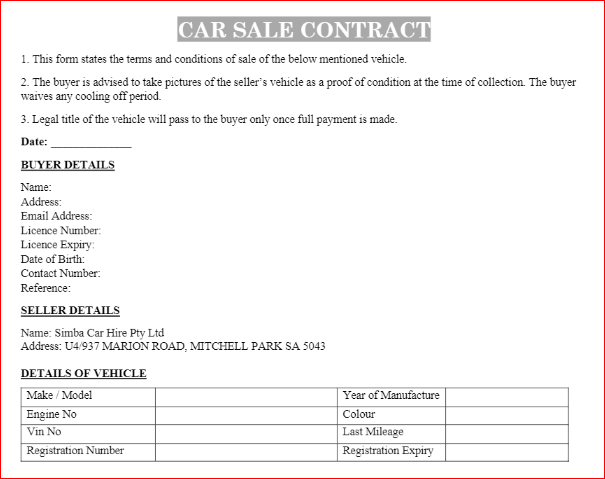 CAR SALE CONTRACT
1. This form states the terms and conditions of sale of the below mentioned vehicle.
2. The buyer is advised to take pictures of the seller's vehicle as a proof of condition at the time of collection. The buyer
waives any cooling off period.
3. Legal title of the vehicle will pass to the buyer only once full payment is made.
Date: ______________
BUYER DETAILS
Name:
Address:
Email Address:
Licence Number:
Licence Expiry:
Date of Birth:
Contact Number:
Reference:
SELLER DETAILS
Name: Simba Car Hire Pty Ltd
Address: U4/937 MARION ROAD, MITCHELL PARK SA 5043
DETAILS OF VEHICLE
Make / Model Year of Manufacture
Engine No Colour
Vin No Last Mileage
Registration Number Registration Expiry